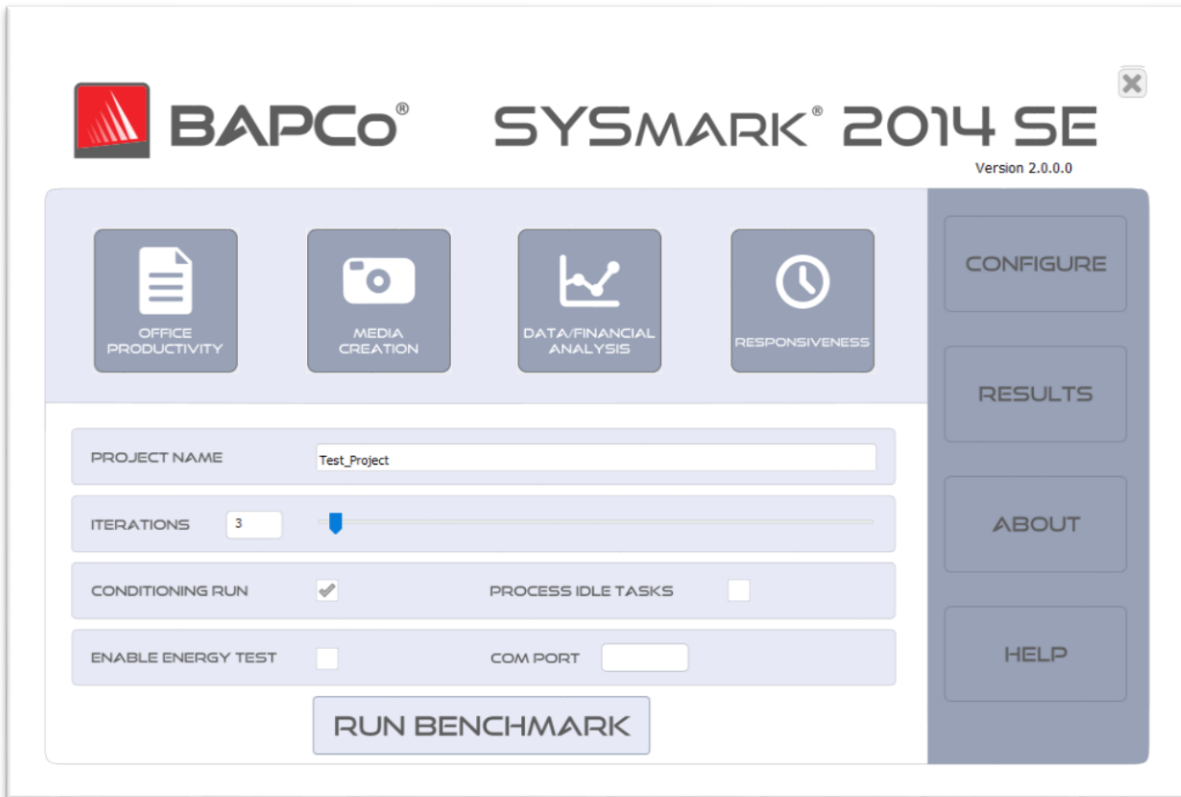 BAPCo® SYSMARK® 2014 SE
Version 2.0.0.0
OFFICE
PRODUCTIVITY
MEDIA
CREATION
DATA/FINANCIAL
ANALYSIS
RESPONSIVENESS
CONFIGURE
RESULTS
ABOUT
HELP
PROJECT NAME Test_Project
ITERATIONS 3
CONDITIONING RUN PROCESS IDLE TASKS
ENABLE ENERGY TEST COM PORT
RUN BENCHMARK